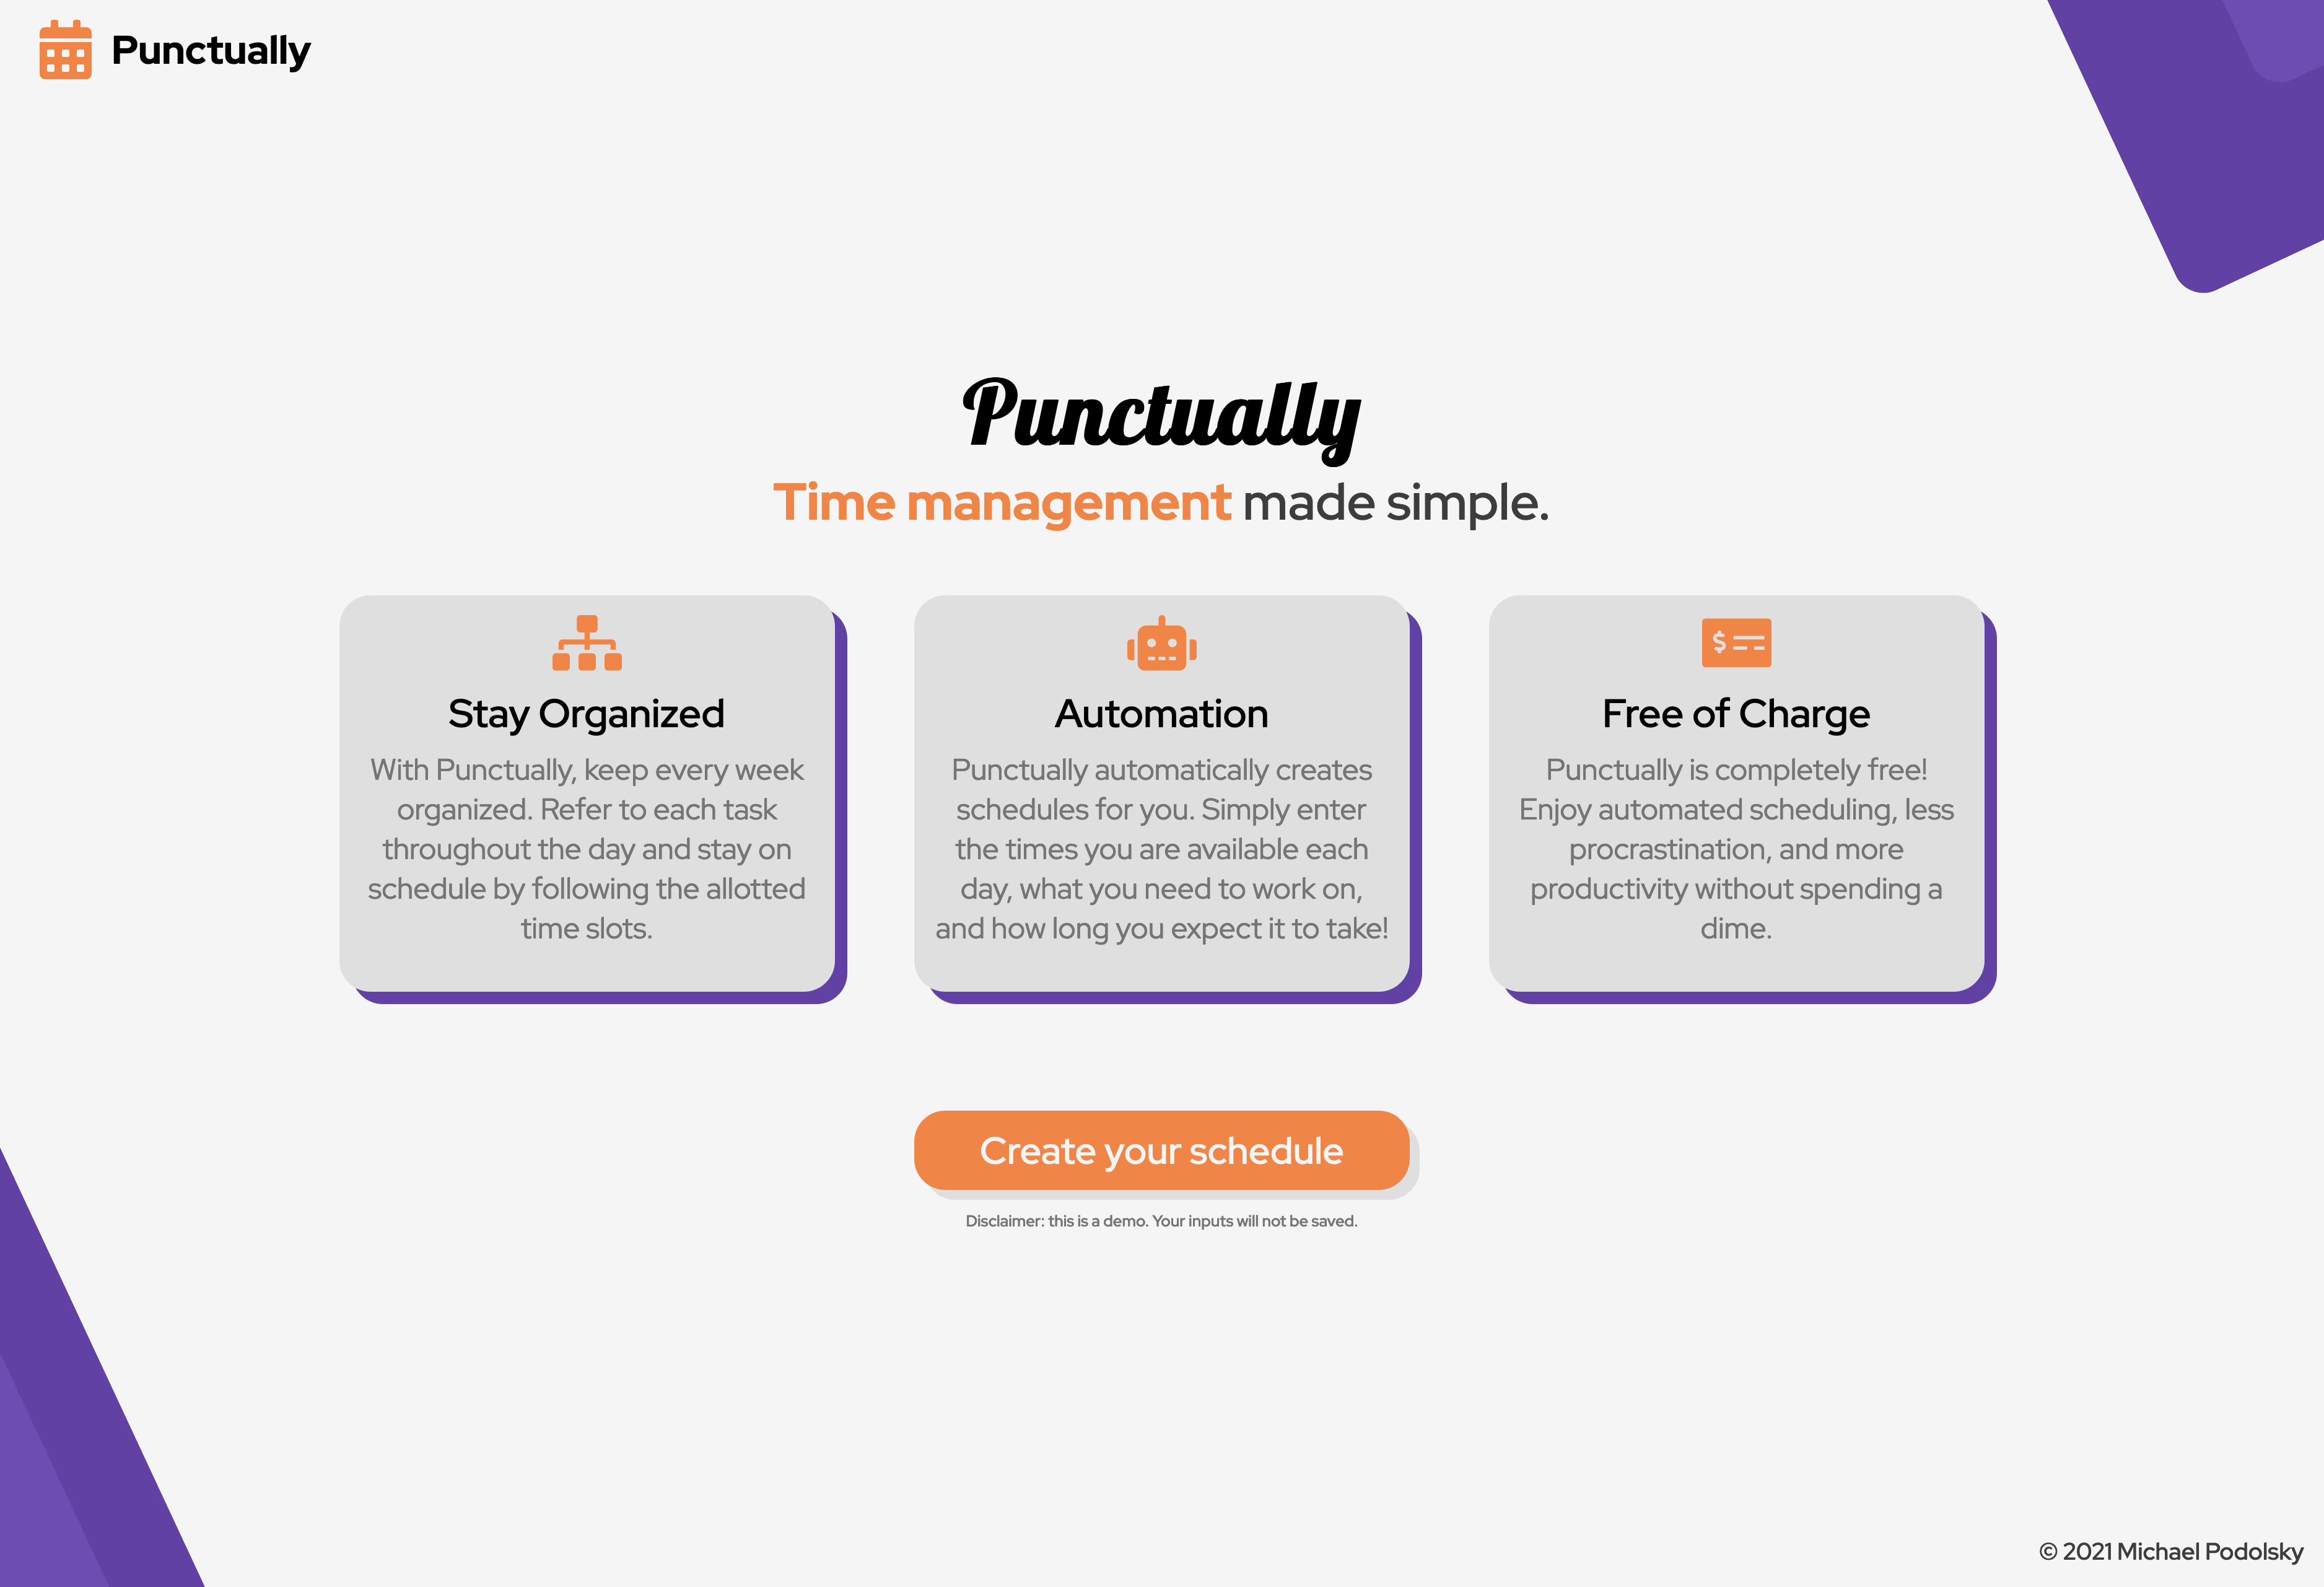 Punctually
Punctually
Time management made simple.
Stay Organized
With Punctually, keep every week
organized. Refer to each task
throughout the day and stay on
schedule by following the allotted
time slots.
Automation
Punctually automatically creates
schedules for you. Simply enter
the times you are available each
day, what you need to work on,
and how long you expect it to take!
Free of Charge
Punctually is completely free!
Enjoy automated scheduling, less
procrastination, and more
productivity without spending a
dime.
Create your schedule
Disclaimer: this is a demo. Your inputs will not be saved.
© 2021 Michael Podolsky